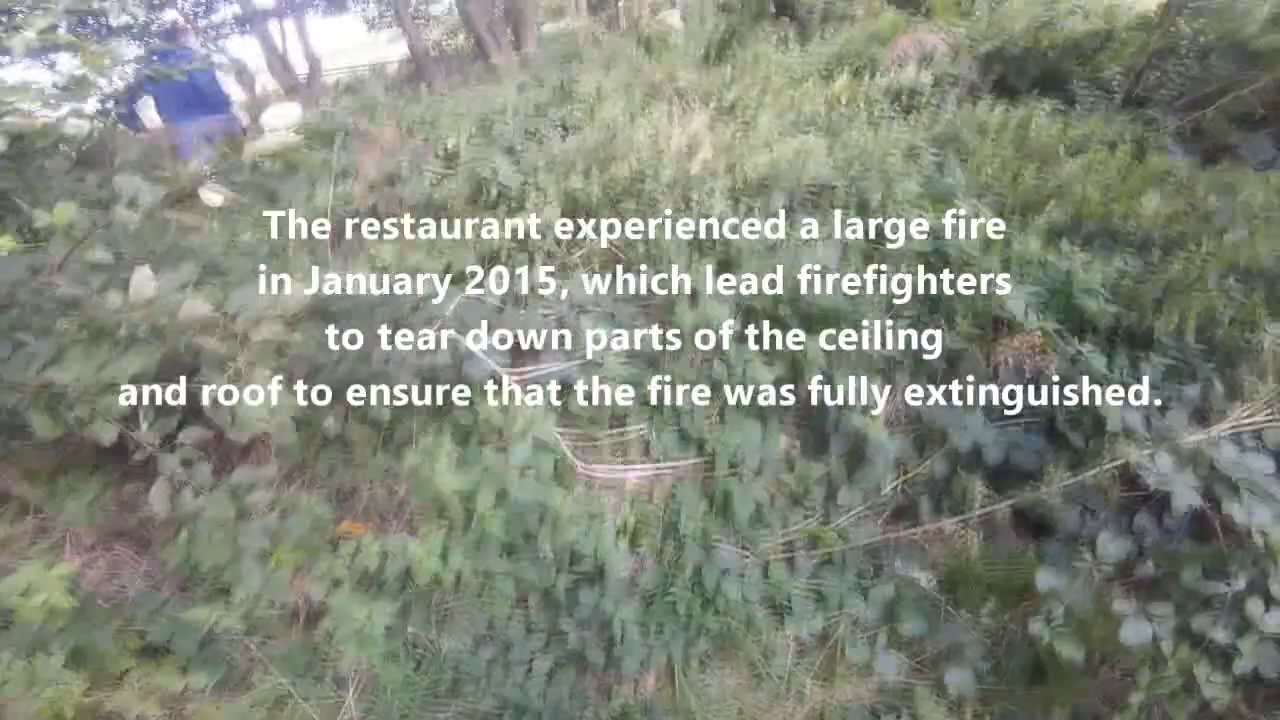 The restaurant experienced a large fire
in January 2015, which lead firefighters
to tear down parts of the ceiling
and roof to ensure that the fire was fully extinguished.